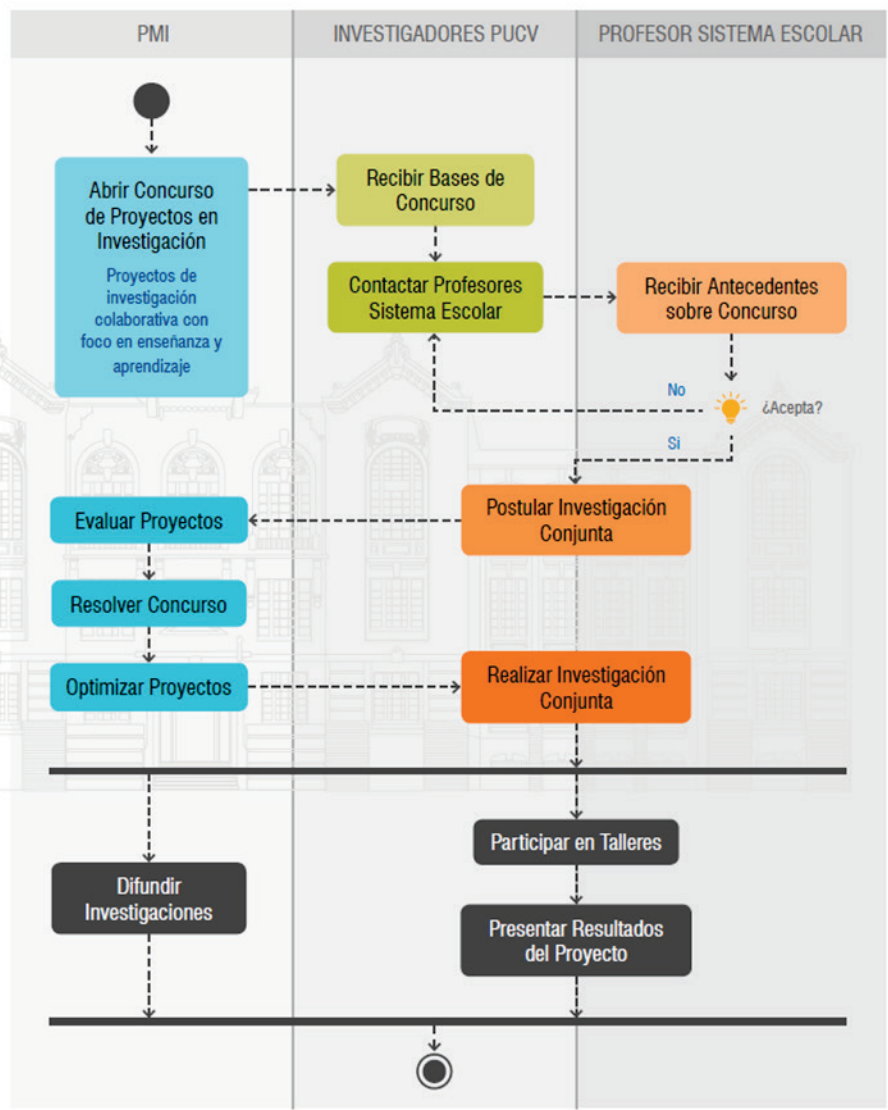 PMI
INVESTIGADORES PUCV
PROFESOR SISTEMA ESCOLAR
Abrir Concurso
de Proyectos en
Investigación
Proyectos de
investigación
colaborativa con
foco en enseñanza y
aprendizaje
Recibir Bases de
Concurso
Contactar Profesores
Sistema Escolar
Recibir Antecedentes
sobre Concurso
No
¿Acepta?
Si
Postular Investigación
Conjunta
Evaluar Proyectos
Resolver Concurso
Optimizar Proyectos
Realizar Investigación
Conjunta
Participar en Talleres
Difundir
Investigaciones
Presentar Resultados
del Proyecto